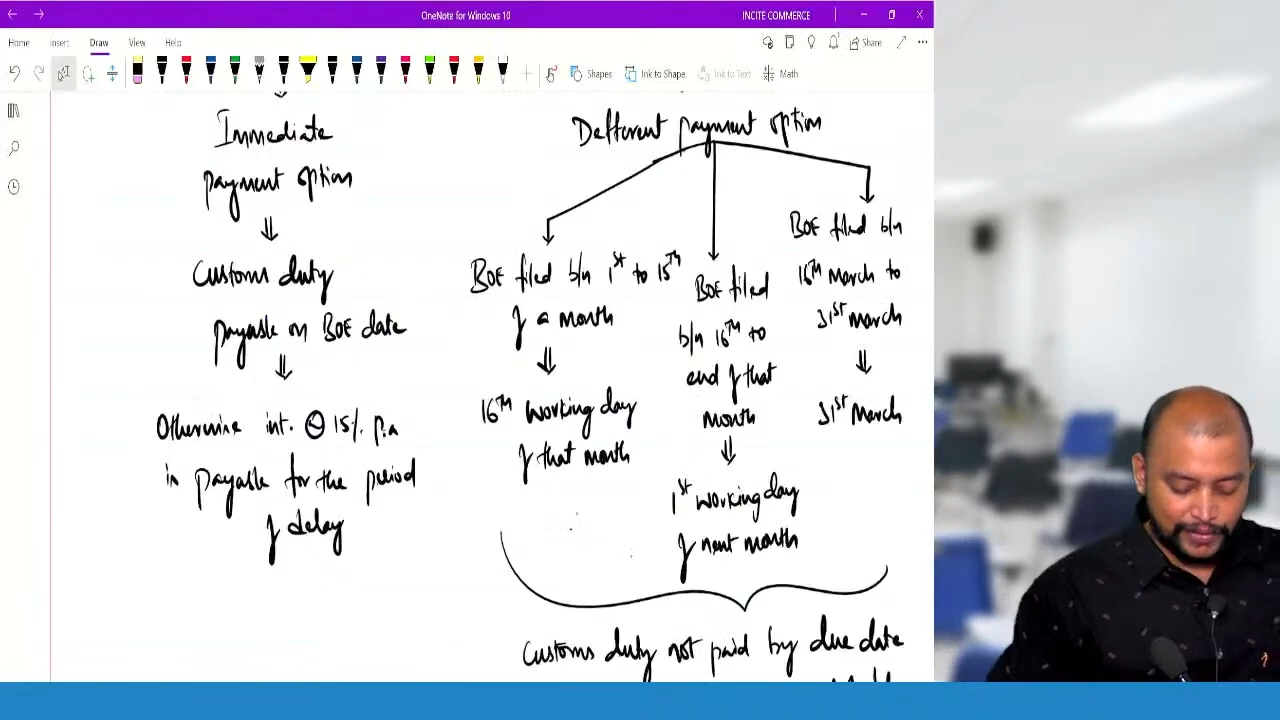 OneNote for Windows 10
INCITE COMMERCE
Home
Insert
Draw
View
Help
Share
Shapes
Ink to Shape
Ink to Text
Math
Immediate
payment option
Customs duty
payable on BOE date
Otherwise int. @ 15% p.a
is payable for the period
of delay
Defferent payment option
BOE filed b/n 1st to 15th
of a month
16th working day
of that month
BOE filed
b/n 16th to
end of that
month
1st working day
of next month
BOE filed b/n
16th March to
31st March
31st March
Customs duty not paid by due date